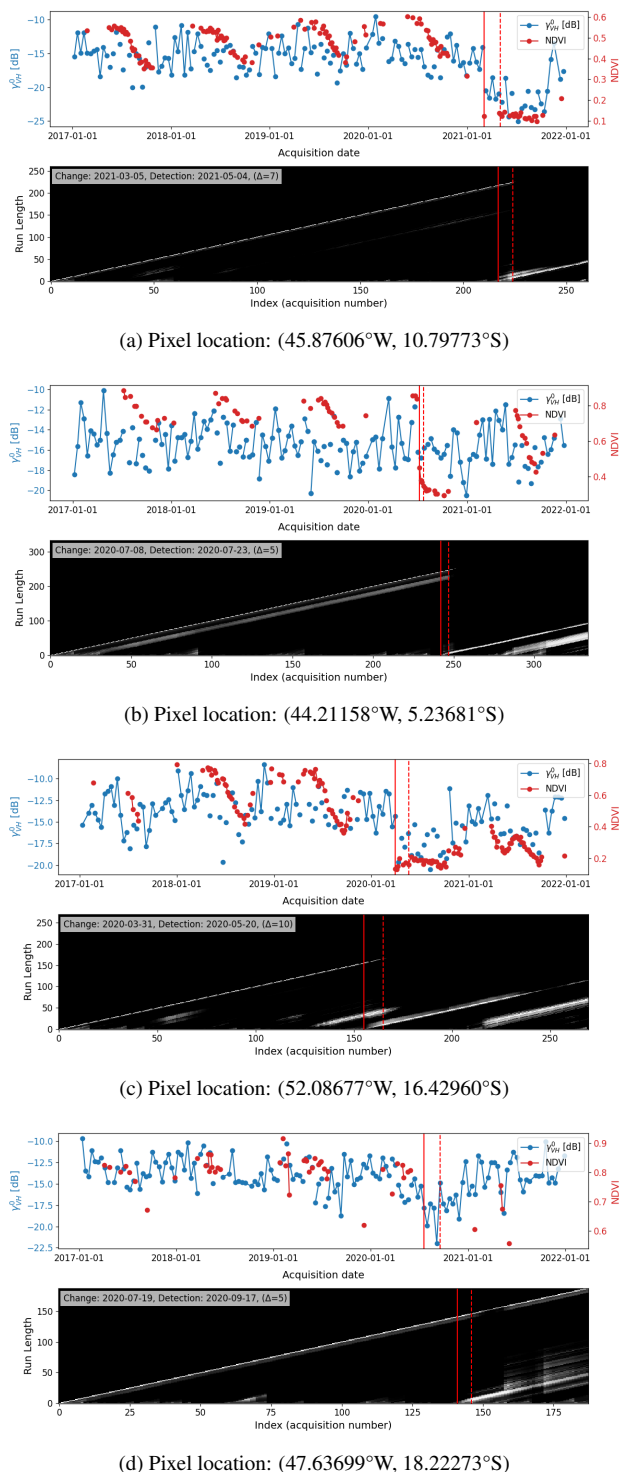 −10
−15
−20
−25
γ⁰VH [dB]
γ⁰VH [dB]
NDVI
0.6
0.5
0.4
0.3
0.2
0.1
NDVI
2017-01-01 2018-01-01 2019-01-01 2020-01-01 2021-01-01 2022-01-01
Acquisition date
250
200
150
100
50
0
Run Length
Change: 2021-03-05, Detection: 2021-05-04, (Δ=7)
0 50 100 150 200 250
Index (acquisition number)
(a) Pixel location: (45.87606°W, 10.79773°S)
−10
−12
−14
−16
−18
−20
γ⁰VH [dB]
γ⁰VH [dB]
NDVI
0.8
0.6
0.4
NDVI
2017-01-01 2018-01-01 2019-01-01 2020-01-01 2021-01-01 2022-01-01
Acquisition date
300
200
100
0
Run Length
Change: 2020-07-08, Detection: 2020-07-23, (Δ=5)
0 50 100 150 200 250 300
Index (acquisition number)
(b) Pixel location: (44.21158°W, 5.23681°S)
−10.0
−12.5
−15.0
−17.5
−20.0
γ⁰VH [dB]
γ⁰VH [dB]
NDVI
0.8
0.6
0.4
0.2
NDVI
2017-01-01 2018-01-01 2019-01-01 2020-01-01 2021-01-01 2022-01-01
Acquisition date
250
200
150
100
50
0
Run Length
Change: 2020-03-31, Detection: 2020-05-20, (Δ=10)
0 50 100 150 200 250
Index (acquisition number)
(c) Pixel location: (52.08677°W, 16.42960°S)
−10.0
−12.5
−15.0
−17.5
−20.0
−22.5
γ⁰VH [dB]
γ⁰VH [dB]
NDVI
0.9
0.8
0.7
0.6
NDVI
2017-01-01 2018-01-01 2019-01-01 2020-01-01 2021-01-01 2022-01-01
Acquisition date
150
100
50
0
Run Length
Change: 2020-07-19, Detection: 2020-09-17, (Δ=5)
0 25 50 75 100 125 150 175
Index (acquisition number)
(d) Pixel location: (47.63699°W, 18.22273°S)